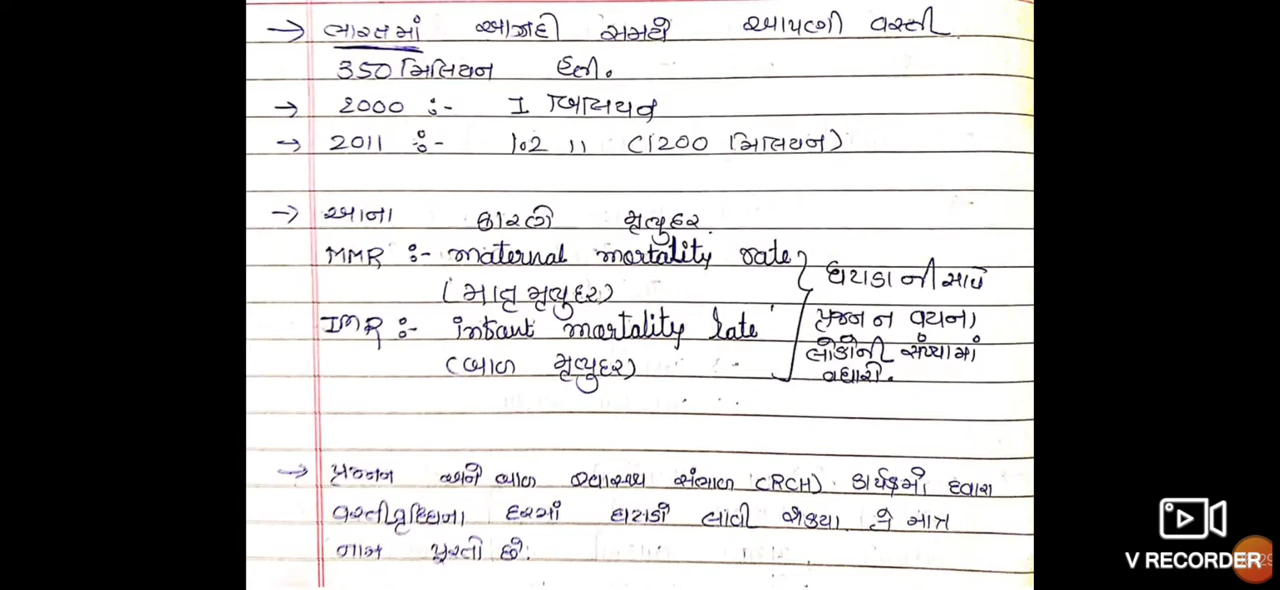 → ભારતમાં આઝાદી સમયે આપણી વસ્તી
350 મિલિયન હતી.
→ 2000 :- 1 બિલિયન
→ 2011 :- 1.2 " (1200 મિલિયન)
→ આના કારણો મૃત્યુદર
MMR :- maternal mortality rate
(માતૃ મૃત્યુદર)
IMR :- infant mortality rate
(બાળ મૃત્યુદર)
ઘટાડાની સાથે
પ્રજનન વયના
લોકોની સંખ્યામાં
વધારો.
→ પ્રજનન અને બાળ સ્વાસ્થ્ય સંભાળ (RCH) કાર્યક્રમો દ્વારા
વસ્તીવૃદ્ધિના દરમાં ઘટાડો લાવી શક્યા તે માત્ર
નામ પુરતો છે.
V RECORDER